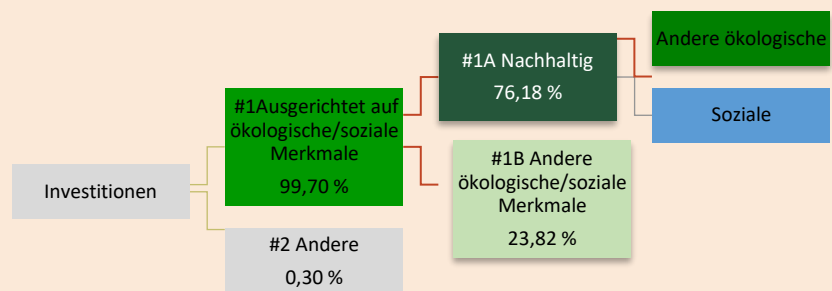 Investitionen
#1Ausgerichtet auf
ökologische/soziale
Merkmale
99,70 %
#2 Andere
0,30 %
#1A Nachhaltig
76,18 %
#1B Andere
ökologische/soziale
Merkmale
23,82 %
Andere ökologische
Soziale